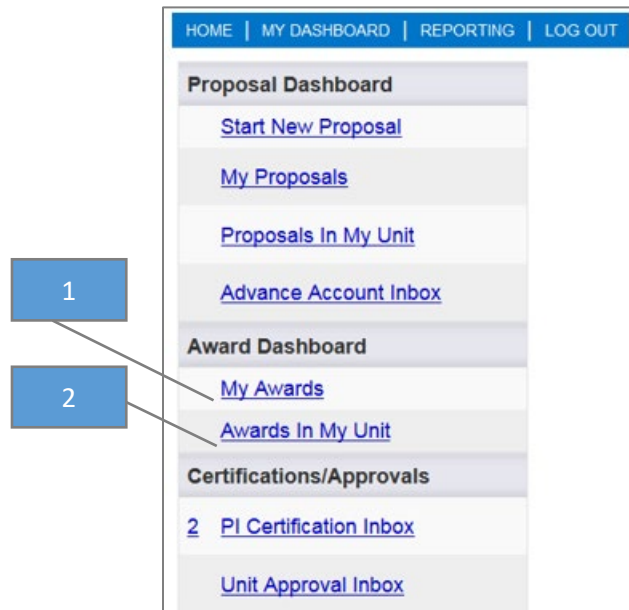 HOME | MY DASHBOARD | REPORTING | LOG OUT
Proposal Dashboard
Start New Proposal
My Proposals
Proposals In My Unit
1
Advance Account Inbox
Award Dashboard
2
My Awards
Awards In My Unit
Certifications/Approvals
2 PI Certification Inbox
Unit Approval Inbox